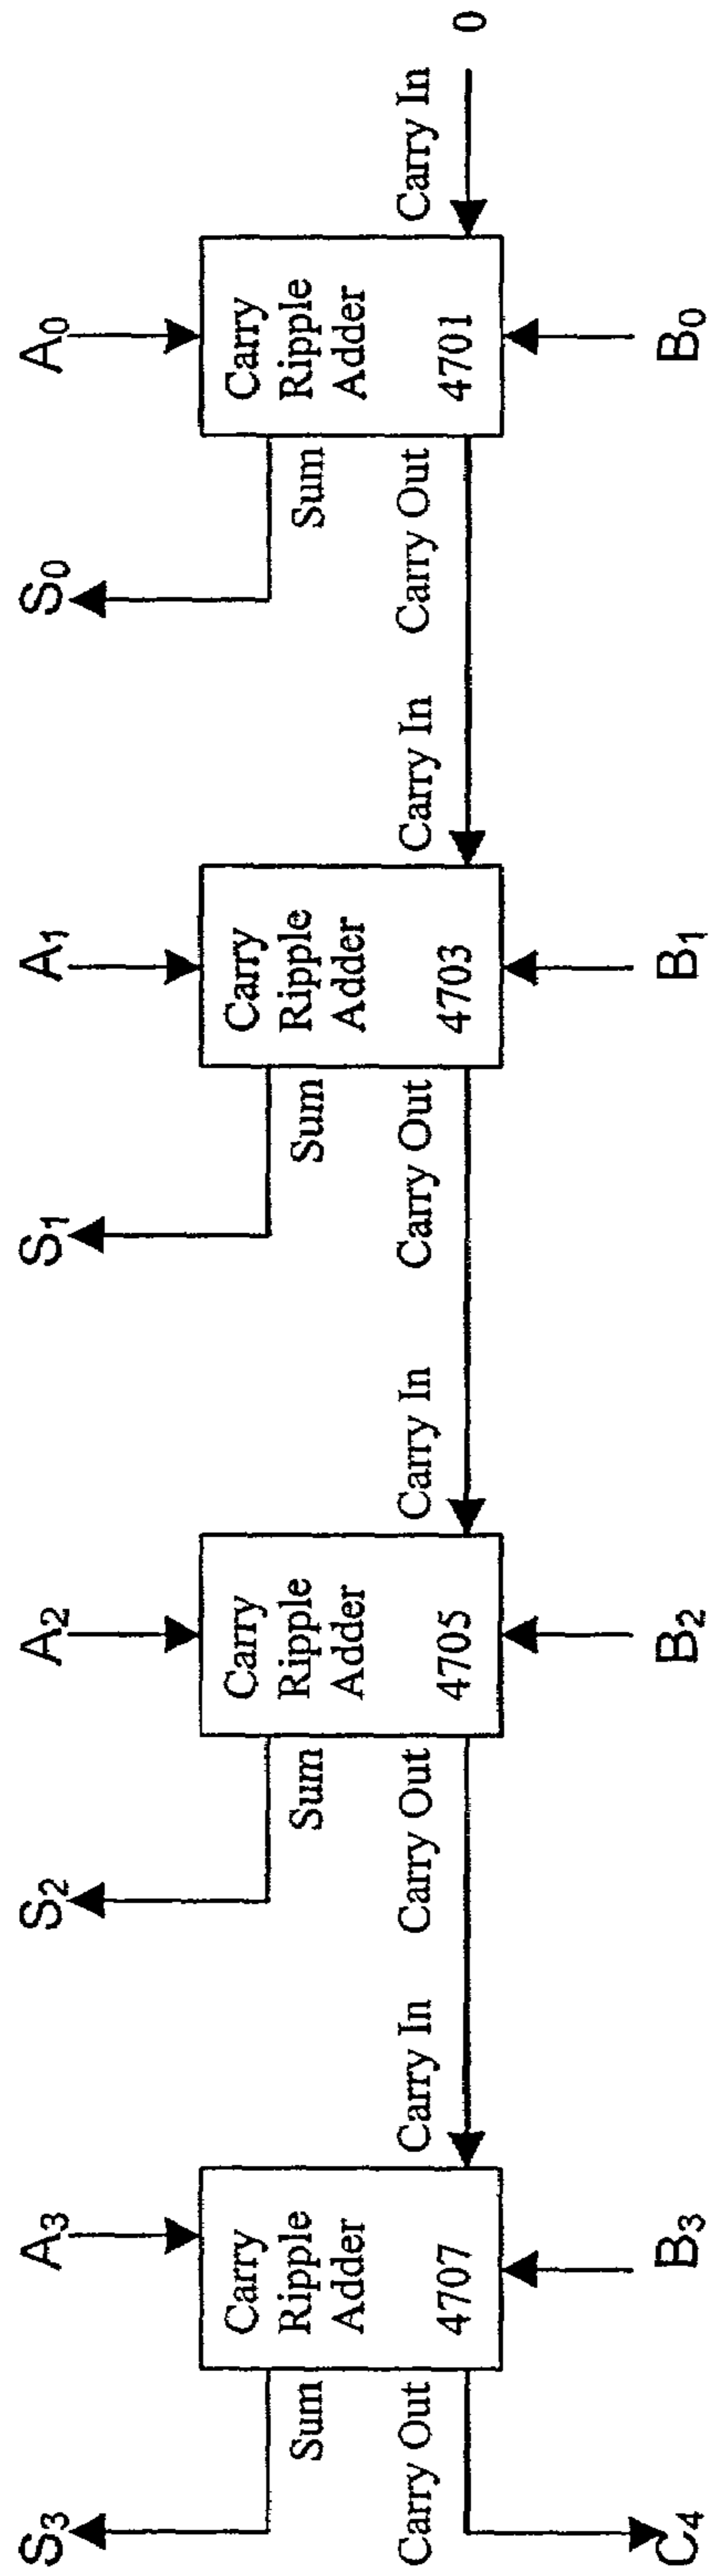 S3
A3
S2
A2
S1
A1
S0
A0
Carry
Ripple
Adder
4707
Sum
Carry Out
Carry In
Carry
Ripple
Adder
4705
Sum
Carry Out
Carry In
Carry
Ripple
Adder
4703
Sum
Carry Out
Carry In
Carry
Ripple
Adder
4701
Sum
Carry Out
Carry In
0
C4
B3
B2
B1
B0